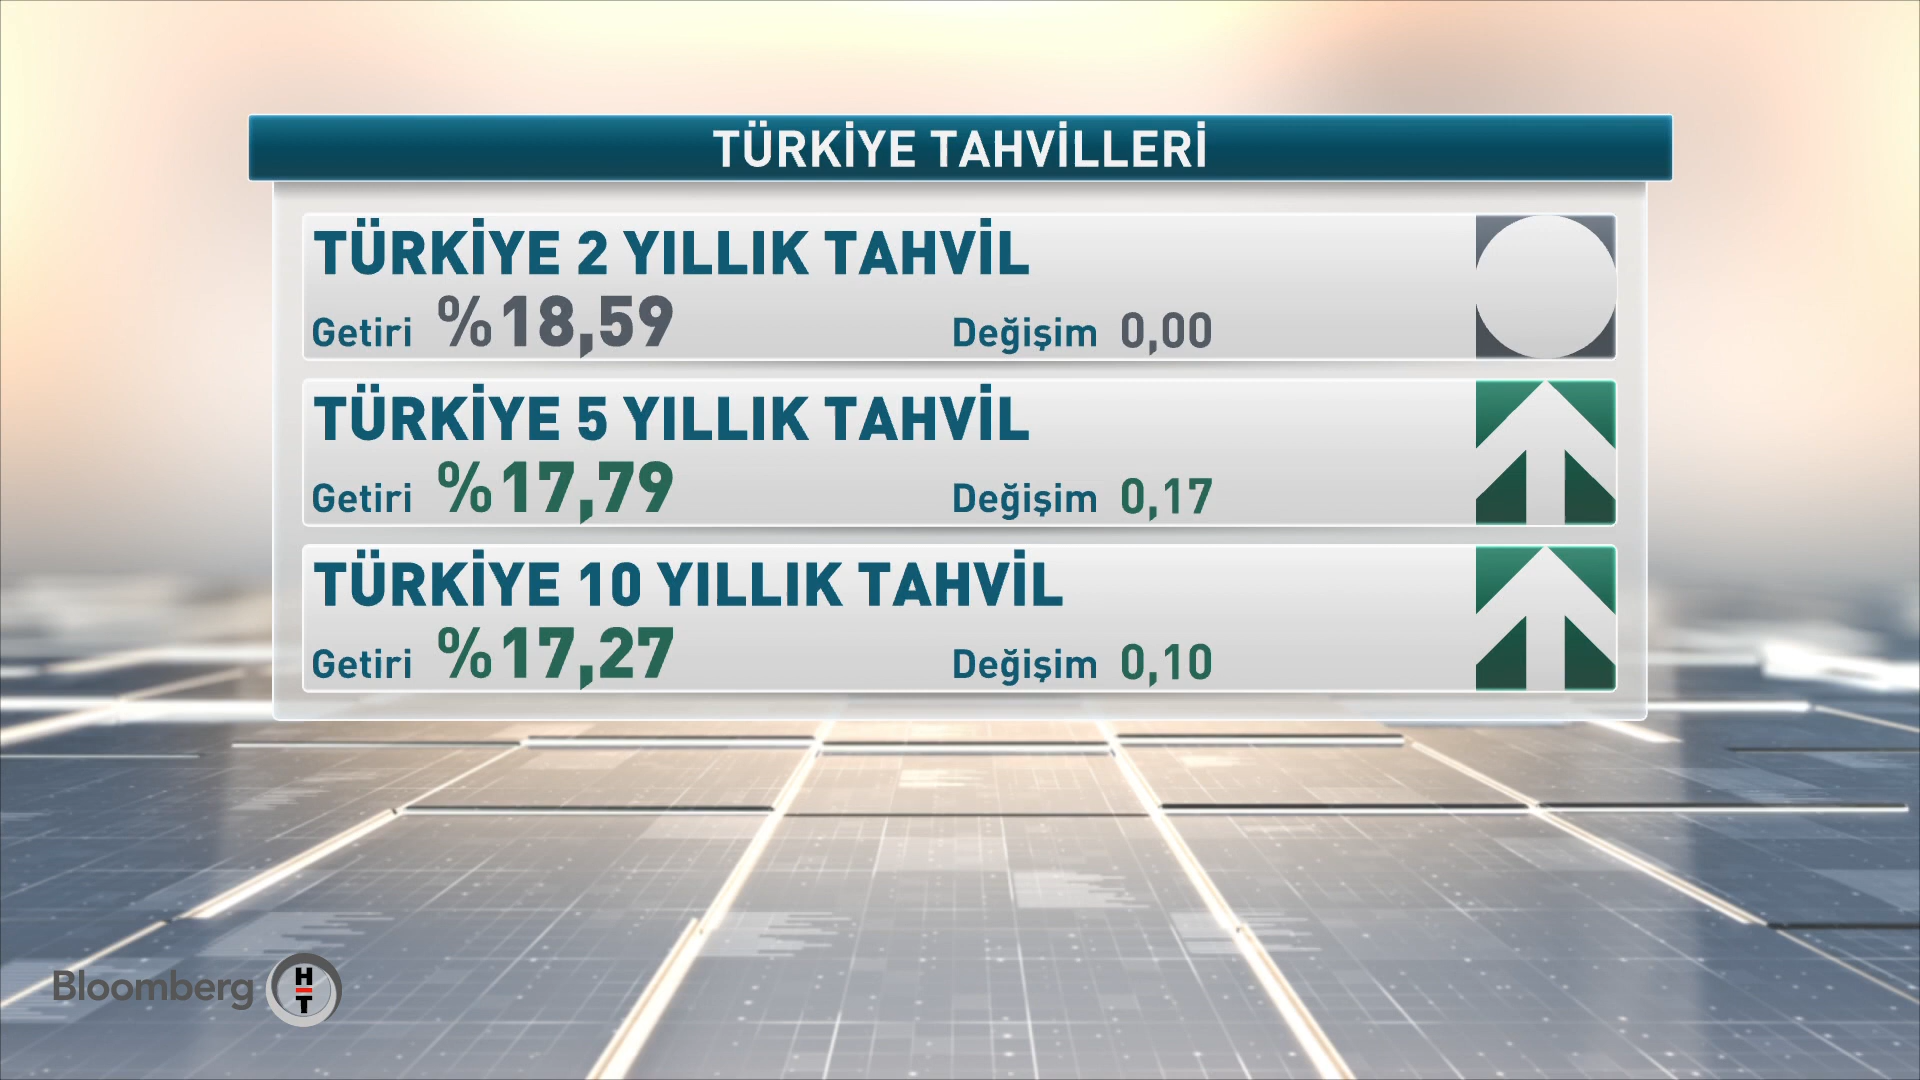 TÜRKİYE TAHVİLLERİ
TÜRKİYE 2 YILLIK TAHVİL
Getiri %18,59 Değişim 0,00
TÜRKİYE 5 YILLIK TAHVİL
Getiri %17,79 Değişim 0,17
TÜRKİYE 10 YILLIK TAHVİL
Getiri %17,27 Değişim 0,10
Bloomberg HT